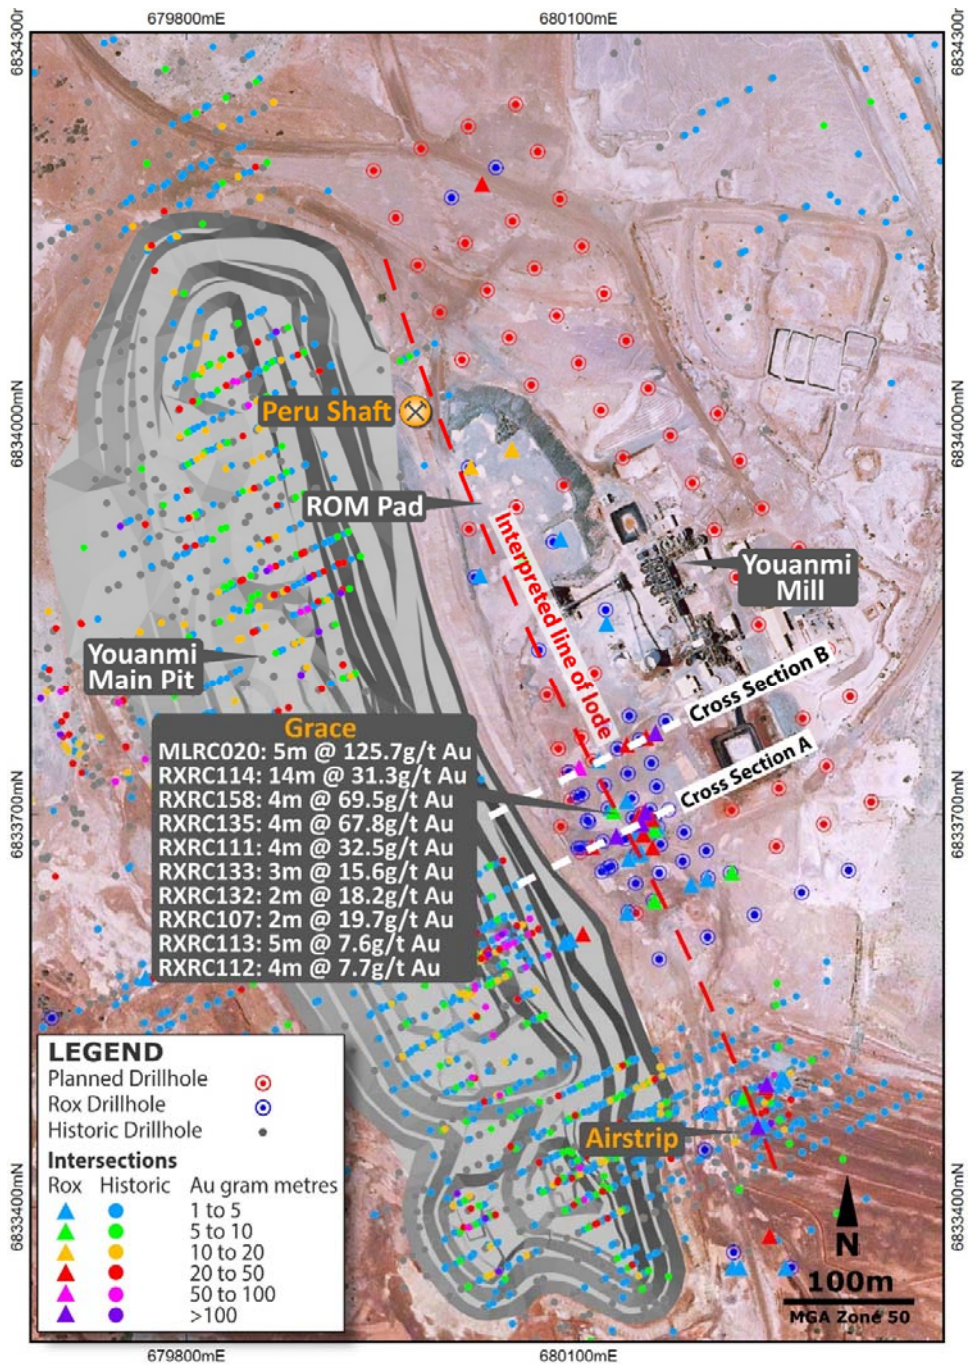 679800mE
680100mE
6834300r
6834300r
Peru Shaft
6834000mN
6834000mN
ROM Pad
Interpreted line of lode
Youanmi
Mill
Youanmi
Main Pit
Cross Section B
Grace
MLRC020: 5m @ 125.7g/t Au
RXRC114: 14m @ 31.3g/t Au
RXRC158: 4m @ 69.5g/t Au
RXRC135: 4m @ 67.8g/t Au
RXRC111: 4m @ 32.5g/t Au
RXRC133: 3m @ 15.6g/t Au
RXRC132: 2m @ 18.2g/t Au
RXRC107: 2m @ 19.7g/t Au
RXRC113: 5m @ 7.6g/t Au
RXRC112: 4m @ 7.7g/t Au
Cross Section A
6833700mN
6833700mN
LEGEND
Planned Drillhole
Rox Drillhole
Historic Drillhole
Intersections
Rox Historic Au gram metres
1 to 5
5 to 10
10 to 20
20 to 50
50 to 100
>100
Airstrip
6833400mN
6833400mN
N
100m
MGA Zone 50
679800mE
680100mE